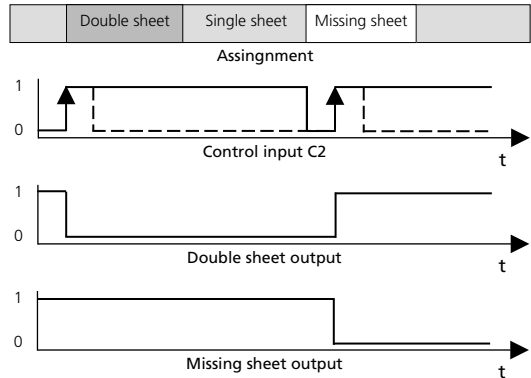 Double sheet Single sheet Missing sheet
Assingnment
1
0
Control input C2
t
1
0
Double sheet output
t
1
0
Missing sheet output
t